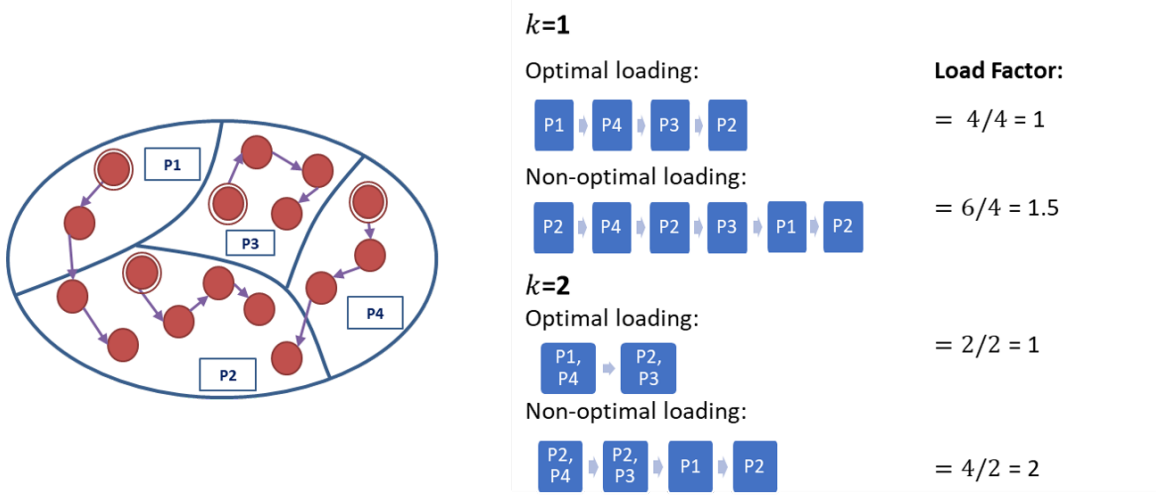 P1
P3
P4
P2
k=1
Optimal loading:
Load Factor:
P1 P4 P3 P2
= 4/4 = 1
Non-optimal loading:
P2 P4 P2 P3 P1 P2
= 6/4 = 1.5
k=2
Optimal loading:
P1, P2,
P4 P3
= 2/2 = 1
Non-optimal loading:
P2, P2,
P4 P3 P1 P2
= 4/2 = 2